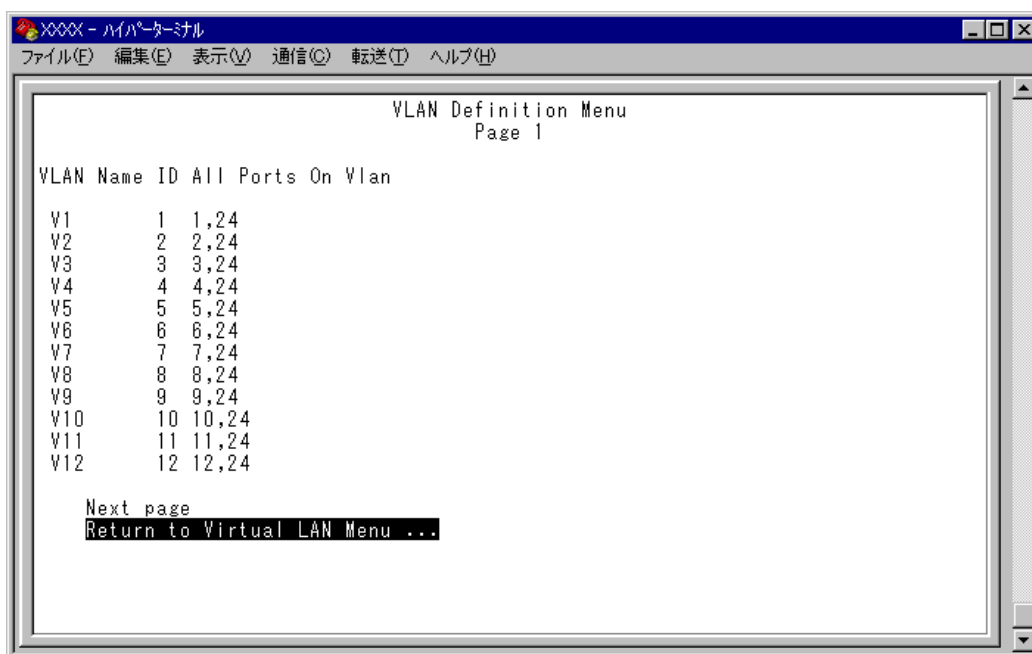 XXXX - ハイパーターミナル
ファイル(F) 編集(E) 表示(V) 通信(C) 転送(T) ヘルプ(H)
VLAN Definition Menu
Page 1
VLAN Name ID All Ports On Vlan
V1 1 1,24
V2 2 2,24
V3 3 3,24
V4 4 4,24
V5 5 5,24
V6 6 6,24
V7 7 7,24
V8 8 8,24
V9 9 9,24
V10 10 10,24
V11 11 11,24
V12 12 12,24
Next page
Return to Virtual LAN Menu ...